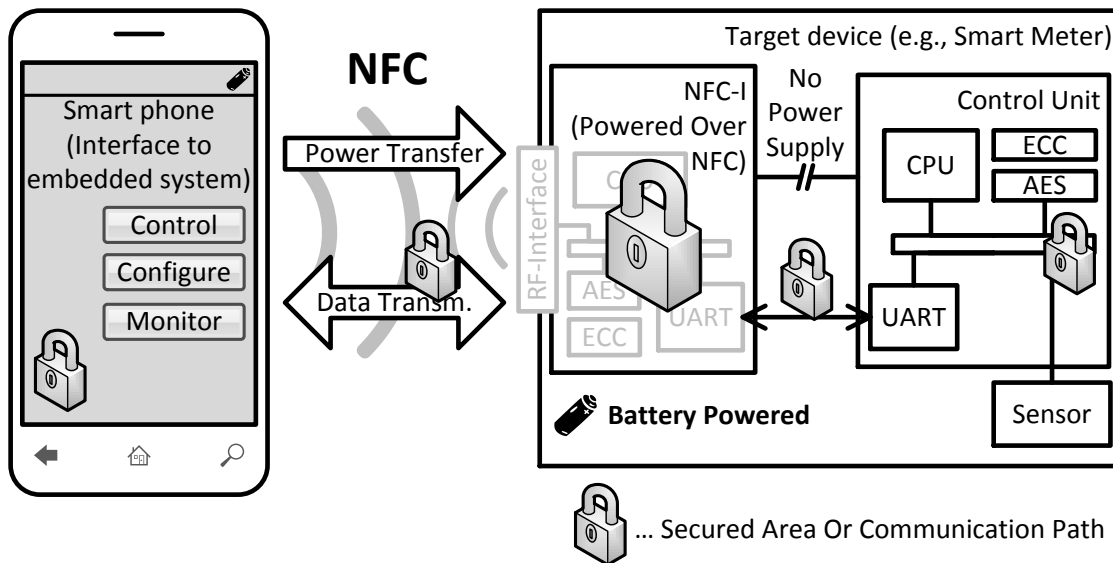 NFC
Smart phone
(Interface to
embedded system)
Control
Configure
Monitor
Power Transfer
Data Transm.
Target device (e.g., Smart Meter)
NFC-I
(Powered Over
NFC)
RF-Interface
AES
ECC
UART
No
Power
Supply
Control Unit
CPU
ECC
AES
UART
Sensor
Battery Powered
... Secured Area Or Communication Path